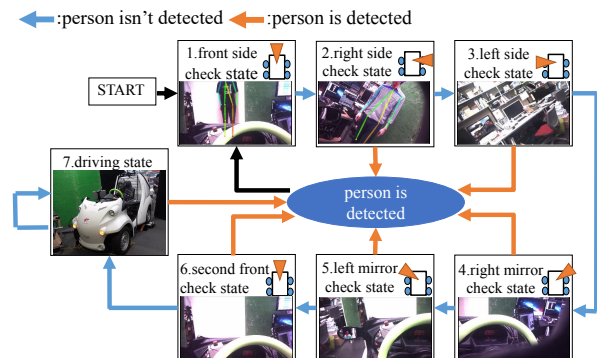 :person isn't detected
:person is detected
1.front side
check state
2.right side
check state
3.left side
check state
START
7.driving state
person is
detected
6.second front
check state
5.left mirror
check state
4.right mirror
check state